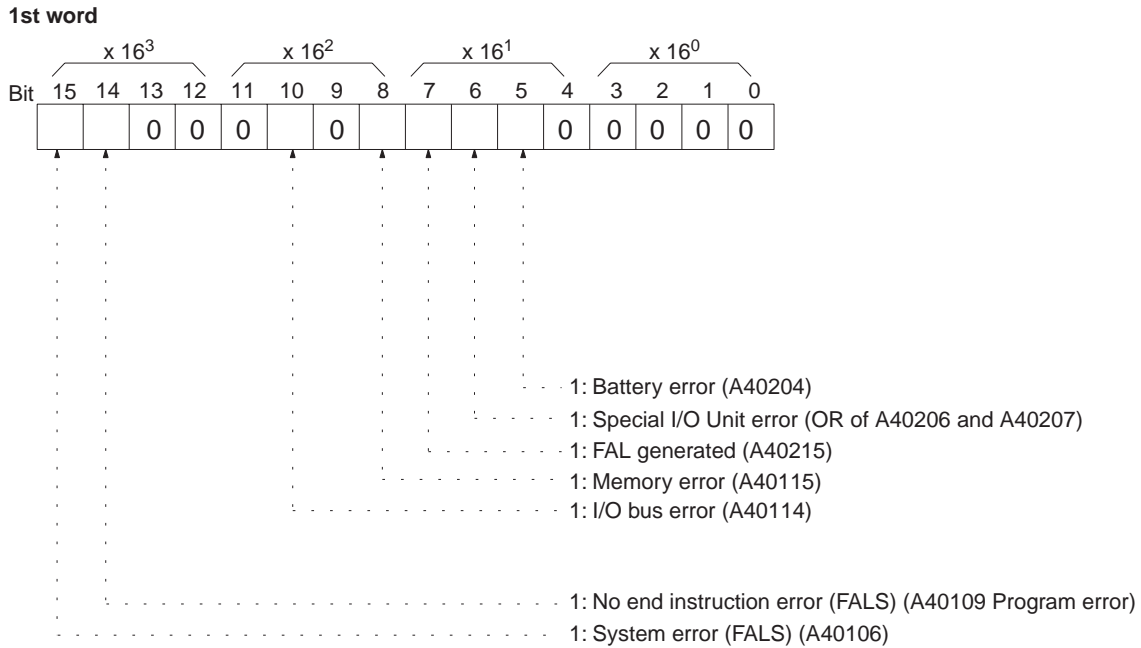 1st word
x 16³ x 16² x 16¹ x 16⁰
Bit 15 14 13 12 11 10 9 8 7 6 5 4 3 2 1 0
0 0 0 0 0 0 0 0 0
1: Battery error (A40204)
1: Special I/O Unit error (OR of A40206 and A40207)
1: FAL generated (A40215)
1: Memory error (A40115)
1: I/O bus error (A40114)
1: No end instruction error (FALS) (A40109 Program error)
1: System error (FALS) (A40106)